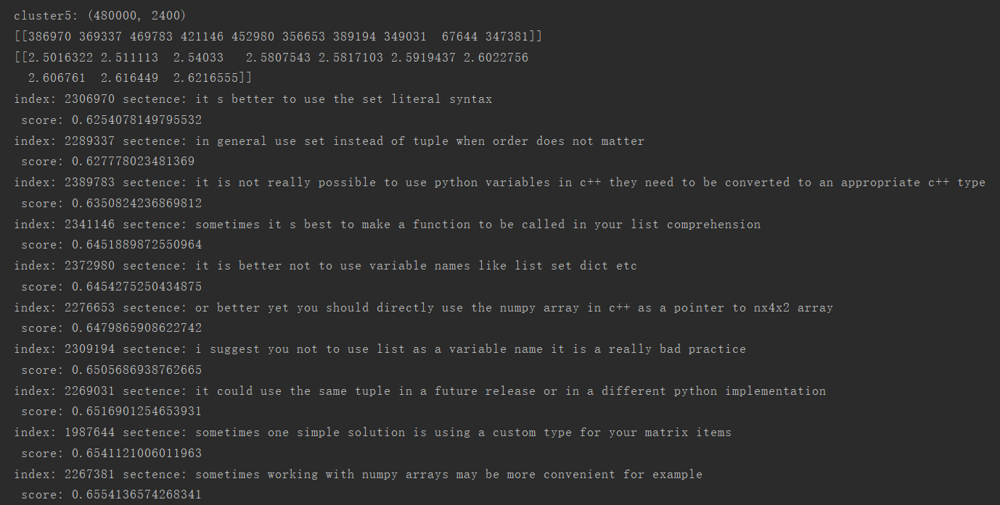 cluster5: (480000, 2400)
[[386970 369337 469783 421146 452980 356653 389194 349031  67644 347381]]
[[2.5016322 2.511113  2.54033   2.5807543 2.5817103 2.5919437 2.6022756
  2.606761  2.616449  2.6216555]]
index: 2306970 sectence: it s better to use the set literal syntax
 score: 0.6254078149795532
index: 2289337 sectence: in general use set instead of tuple when order does not matter
 score: 0.627778023481369
index: 2389783 sectence: it is not really possible to use python variables in c++ they need to be converted to an appropriate c++ type
 score: 0.6350824236869812
index: 2341146 sectence: sometimes it s best to make a function to be called in your list comprehension
 score: 0.6451889872550964
index: 2372980 sectence: it is better not to use variable names like list set dict etc
 score: 0.6454275250434875
index: 2276653 sectence: or better yet you should directly use the numpy array in c++ as a pointer to nx4x2 array
 score: 0.6479865908622742
index: 2309194 sectence: i suggest you not to use list as a variable name it is a really bad practice
 score: 0.6505686938762665
index: 2269031 sectence: it could use the same tuple in a future release or in a different python implementation
 score: 0.6516901254653931
index: 1987644 sectence: sometimes one simple solution is using a custom type for your matrix items
 score: 0.6541121006011963
index: 2267381 sectence: sometimes working with numpy arrays may be more convenient for example
 score: 0.6554136574268341